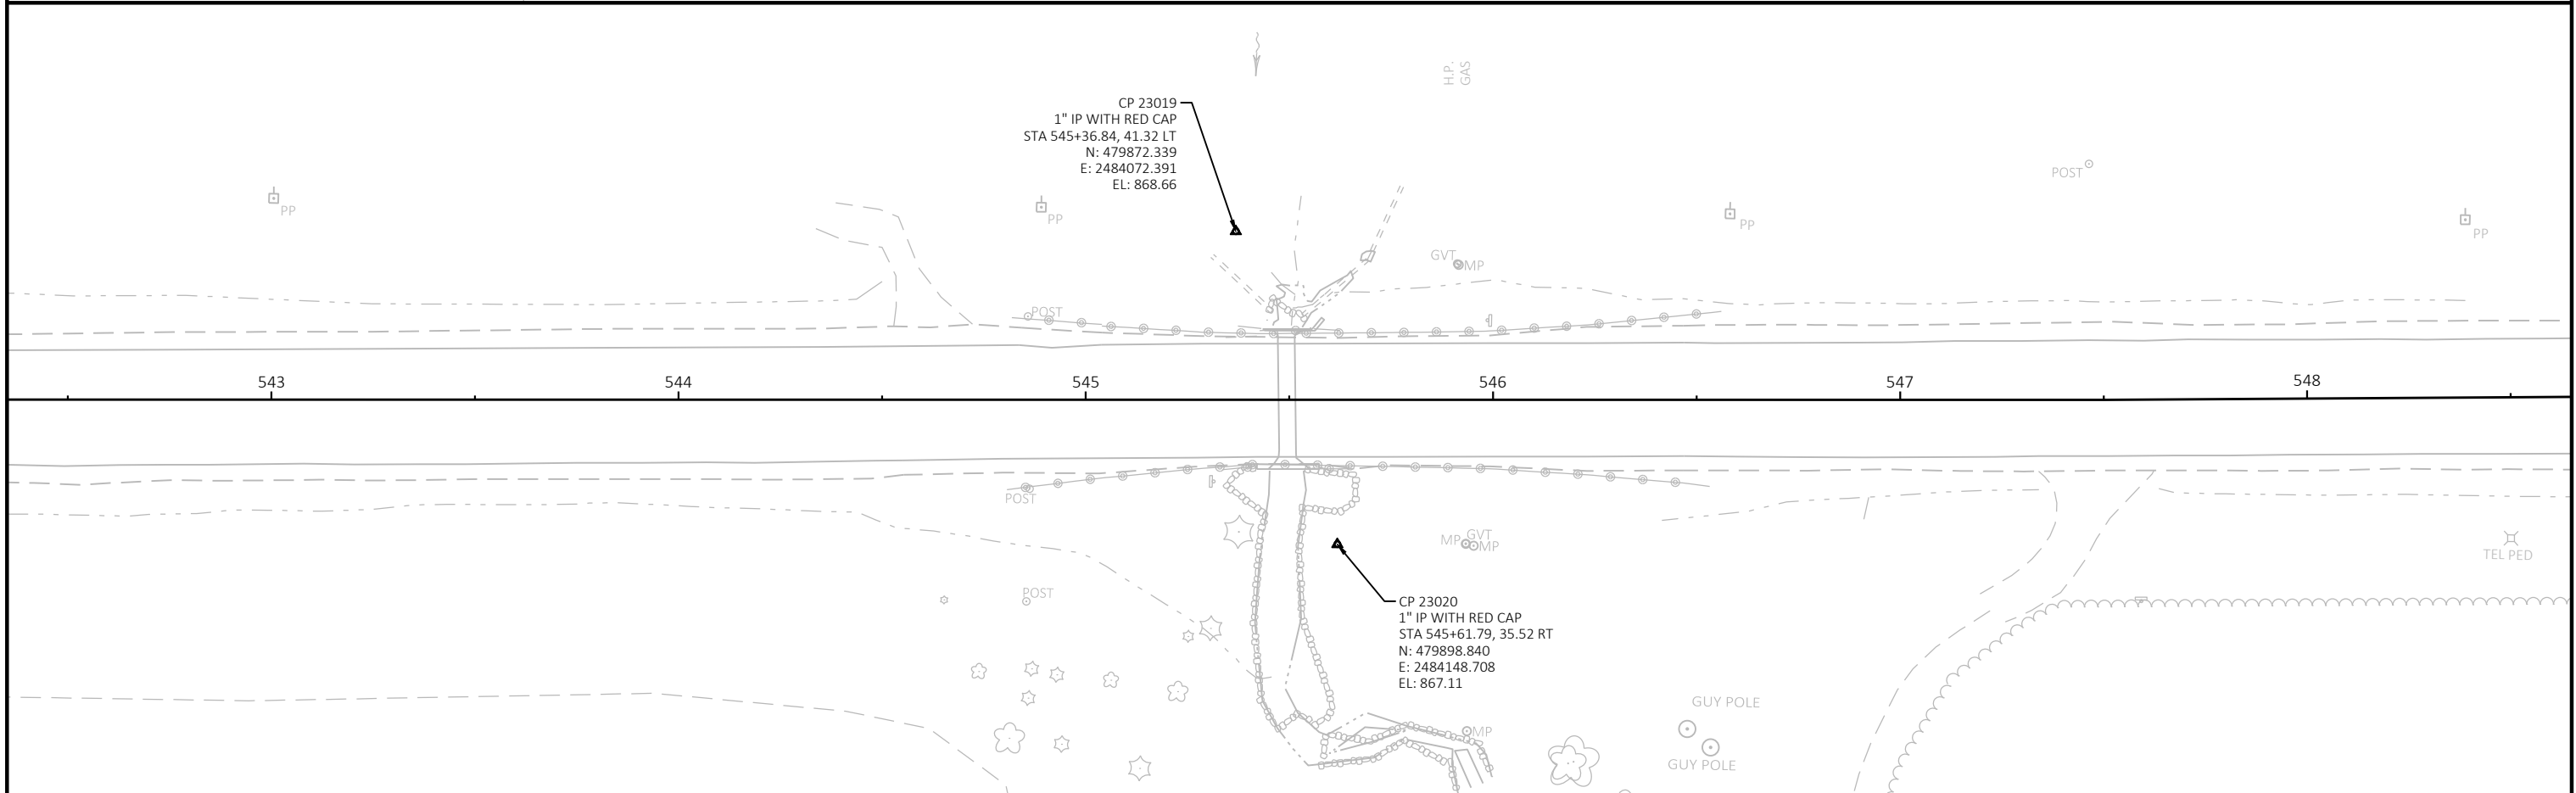 H.P.
GAS
CP 23019
1" IP WITH RED CAP
STA 545+36.84, 41.32 LT
N: 479872.339
E: 2484072.391
EL: 868.66
POST
PP
PP
PP
PP
GVT
MP
POST
543
544
545
546
547
548
POST
GVT
MP
MP
TEL PED
POST
CP 23020
1" IP WITH RED CAP
STA 545+61.79, 35.52 RT
N: 479898.840
E: 2484148.708
EL: 867.11
GUY POLE
MP
GUY POLE